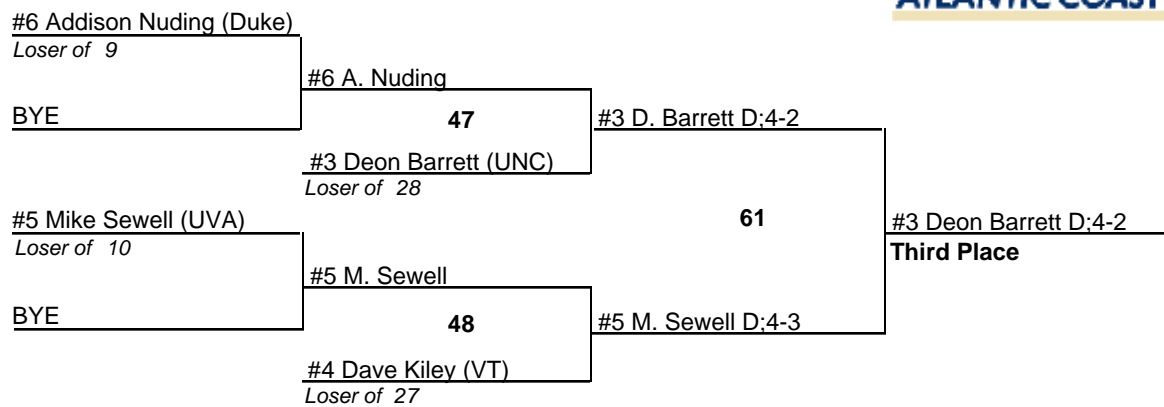 ATLANTIC COAST
#6 Addison Nuding (Duke)
Loser of 9
#6 A. Nuding
BYE
47
#3 D. Barrett D;4-2
#3 Deon Barrett (UNC)
Loser of 28
#5 Mike Sewell (UVA)
Loser of 10
61
#3 Deon Barrett D;4-2
Third Place
#5 M. Sewell
BYE
48
#5 M. Sewell D;4-3
#4 Dave Kiley (VT)
Loser of 27